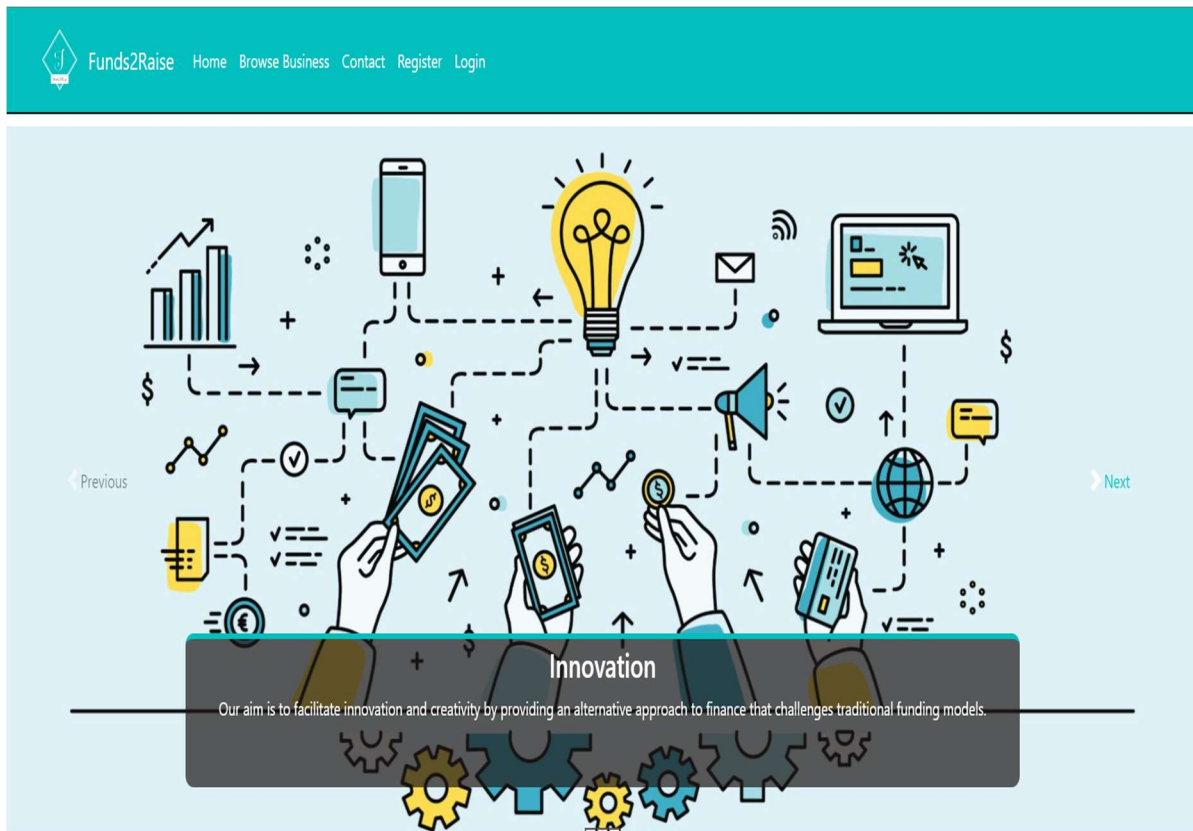 Funds2Raise Home Browse Business Contact Register Login
$
$
$
$
$
Previous
Next
€
$
Innovation
Our aim is to facilitate innovation and creativity by providing an alternative approach to finance that challenges traditional funding models.